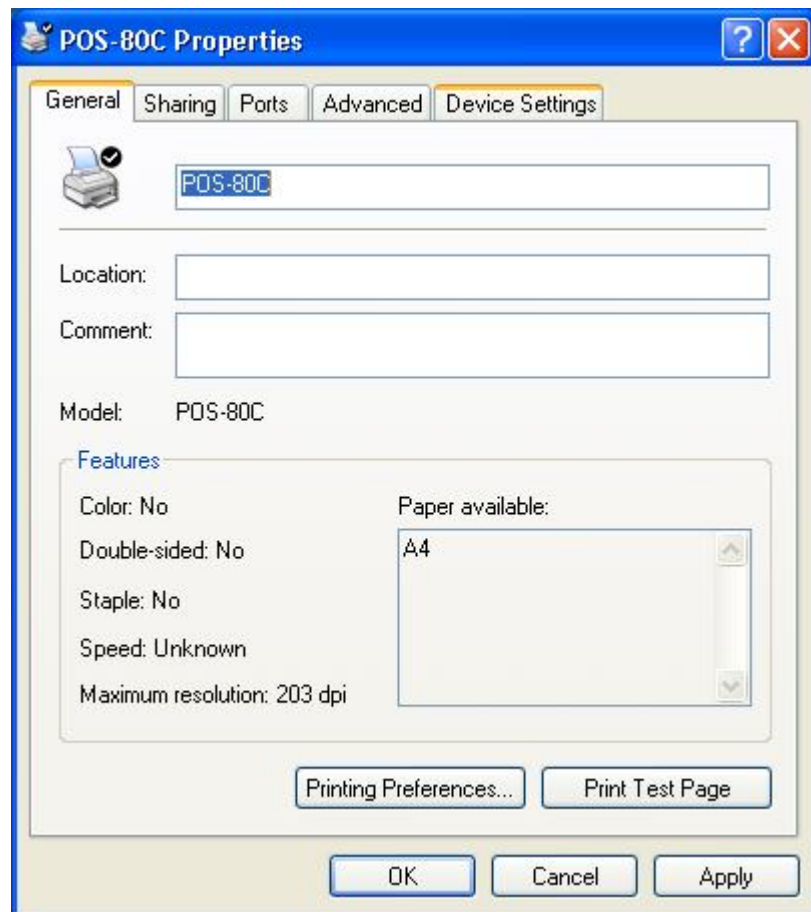 POS-80C Properties
General Sharing Ports Advanced Device Settings
POS-80C
Location:
Comment:
Model: POS-80C
Features
Color: No
Paper available:
Double-sided: No
A4
Staple: No
Speed: Unknown
Maximum resolution: 203 dpi
Printing Preferences... Print Test Page
OK Cancel Apply